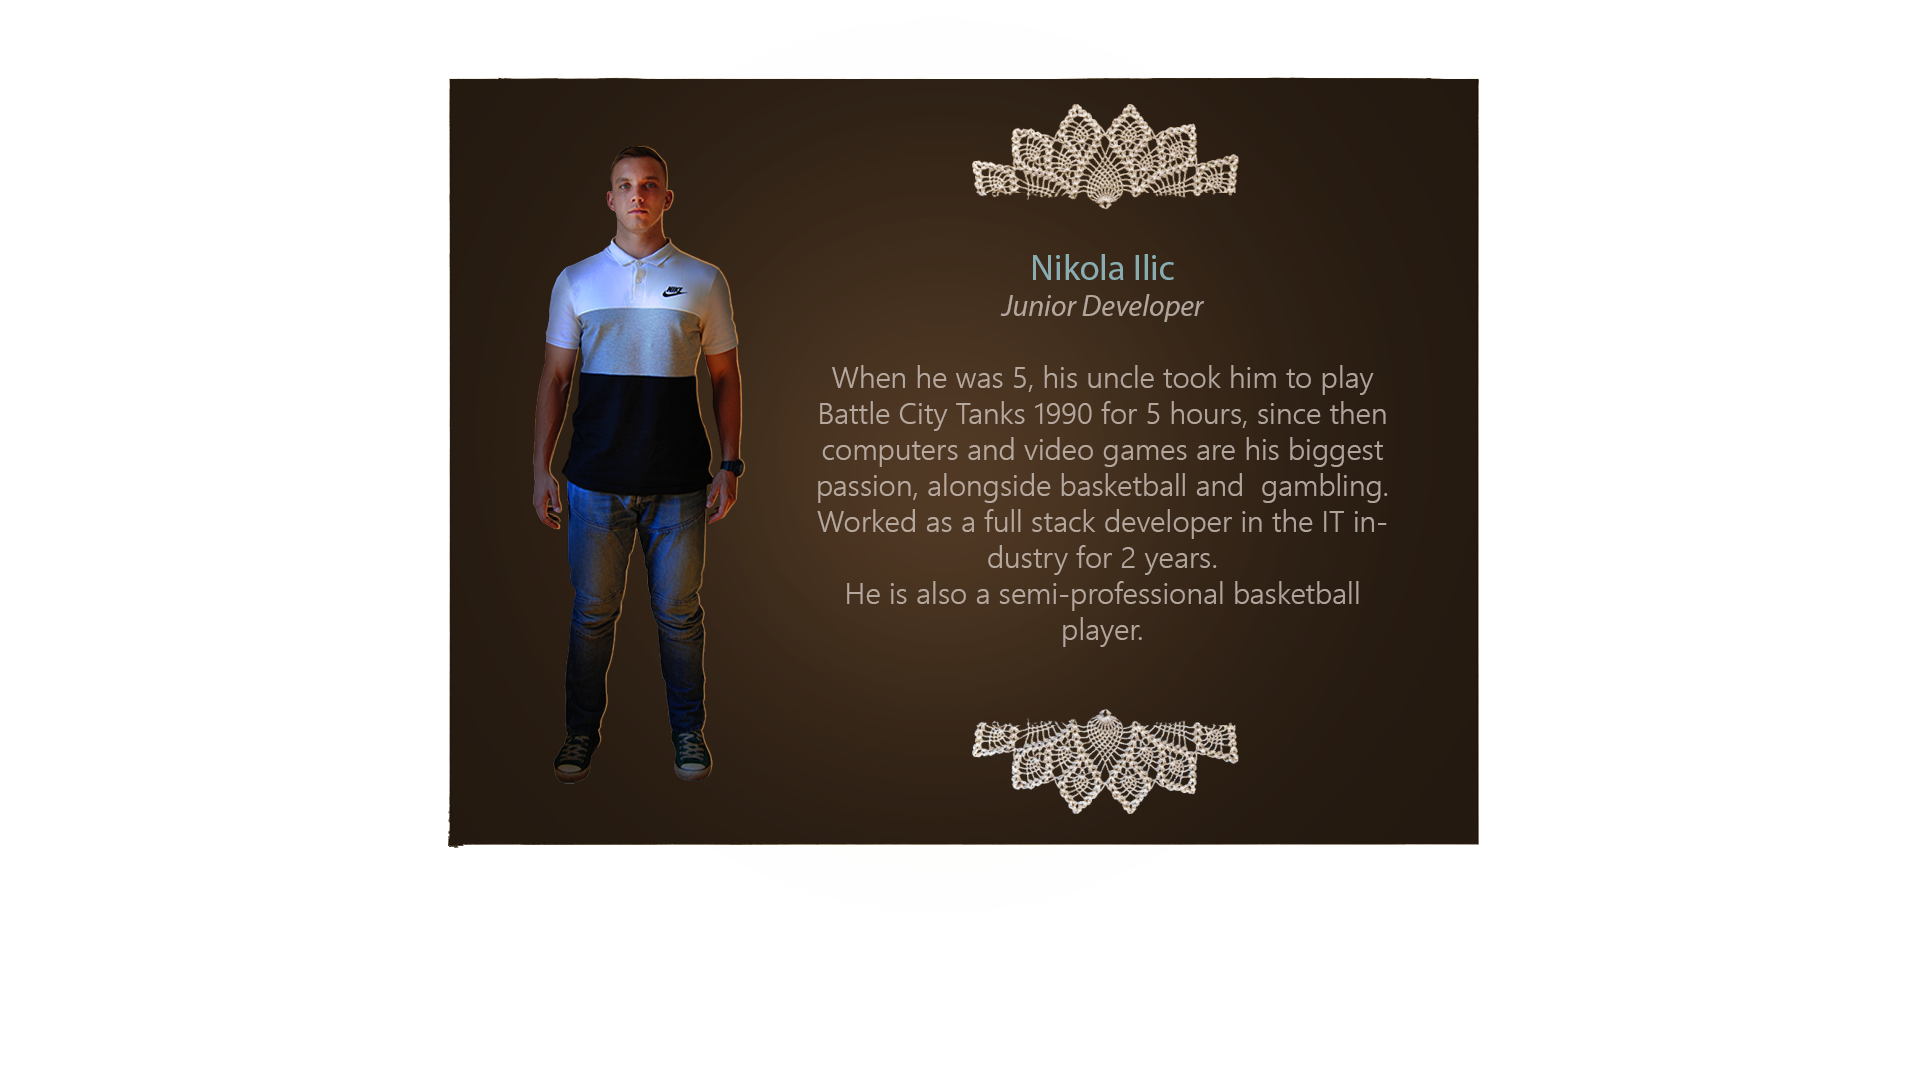 NIKE
Nikola Ilic
Junior Developer
When he was 5, his uncle took him to play
Battle City Tanks 1990 for 5 hours, since then
computers and video games are his biggest
passion, alongside basketball and  gambling.
Worked as a full stack developer in the IT in-
dustry for 2 years.
He is also a semi-professional basketball
player.